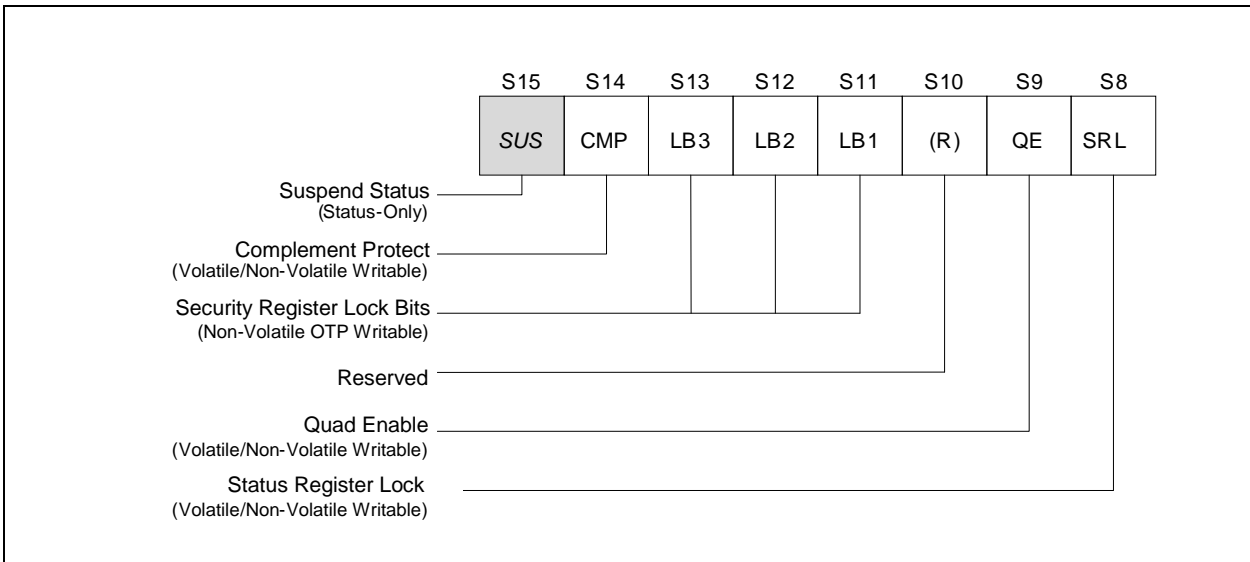 S15 S14 S13 S12 S11 S10 S9 S8
SUS CMP LB3 LB2 LB1 (R) QE SRL
Suspend Status
(Status-Only)
Complement Protect
(Volatile/Non-Volatile Writable)
Security Register Lock Bits
(Non-Volatile OTP Writable)
Reserved
Quad Enable
(Volatile/Non-Volatile Writable)
Status Register Lock
(Volatile/Non-Volatile Writable)